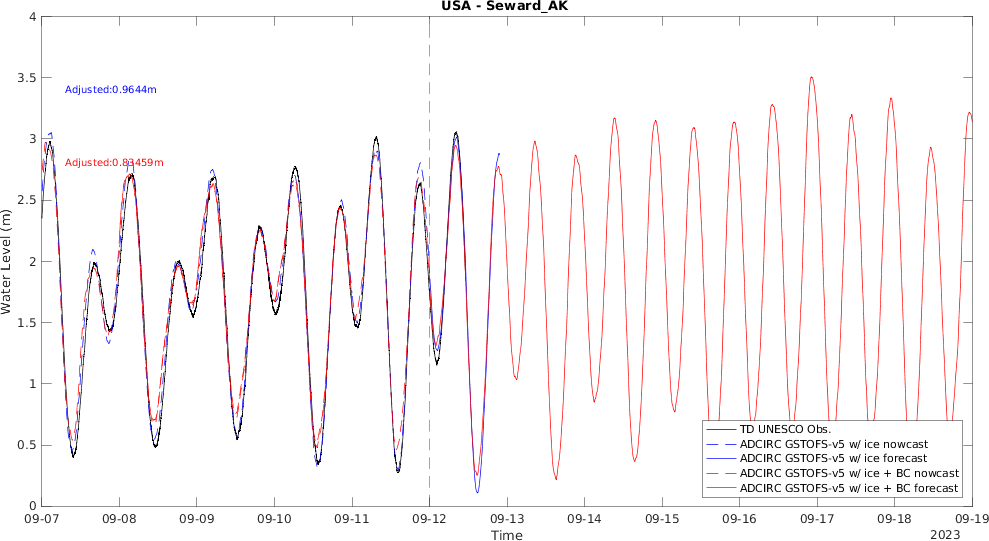 USA - Seward_AK
4
3.5
3
2.5
2
1.5
1
0.5
0
Water Level (m)
Adjusted:0.9644m
Adjusted:0.83459m
TD UNESCO Obs.
ADCIRC GSTOFS-v5 w/ ice nowcast
ADCIRC GSTOFS-v5 w/ ice forecast
ADCIRC GSTOFS-v5 w/ ice + BC nowcast
ADCIRC GSTOFS-v5 w/ ice + BC forecast
09-07 09-08 09-09 09-10 09-11 09-12 09-13 09-14 09-15 09-16 09-17 09-18 09-19
Time
2023